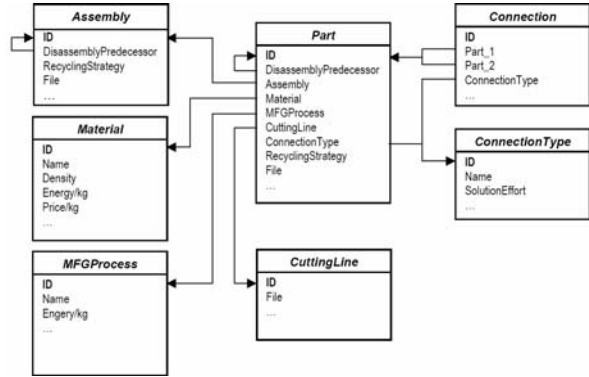 Assembly
ID
DisassemblyPredecessor
RecyclingStrategy
File
...
Material
ID
Name
Density
Energy/kg
Price/kg
...
MFGProcess
ID
Name
Engery/kg
...
Part
ID
DisassemblyPredecessor
Assembly
Material
MFGProcess
CuttingLine
ConnectionType
RecyclingStrategy
File
...
CuttingLine
ID
File
...
Connection
ID
Part_1
Part_2
ConnectionType
...
ConnectionType
ID
Name
SolutionEffort
...